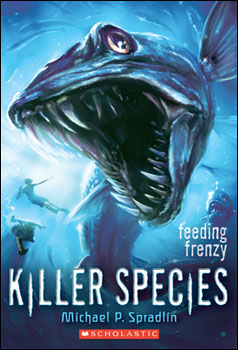 feeding
frenzy
KILLER SPECIES
Michael P. Spradlin
SCHOLASTIC